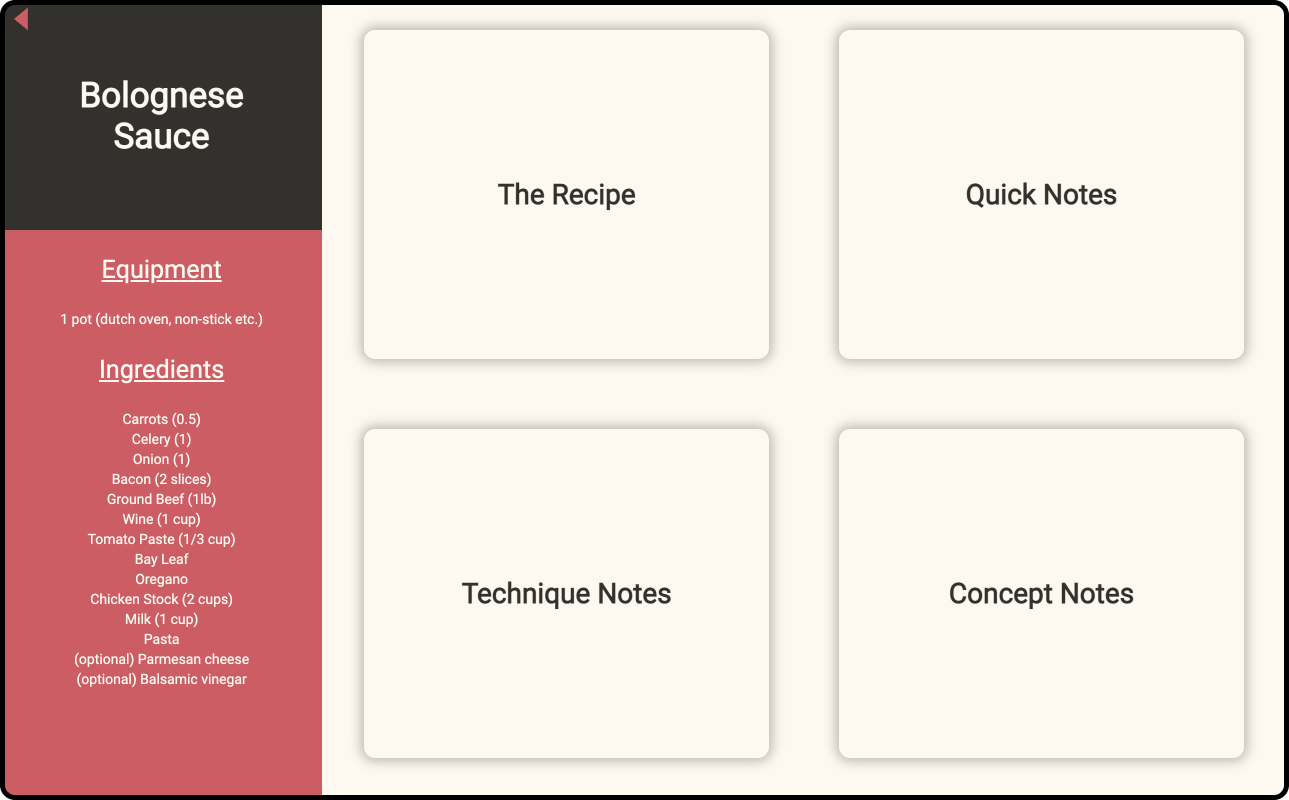 Bolognese
Sauce
Equipment
1 pot (dutch oven, non-stick etc.)
Ingredients
Carrots (0.5)
Celery (1)
Onion (1)
Bacon (2 slices)
Ground Beef (1lb)
Wine (1 cup)
Tomato Paste (1/3 cup)
Bay Leaf
Oregano
Chicken Stock (2 cups)
Milk (1 cup)
Pasta
(optional) Parmesan cheese
(optional) Balsamic vinegar
The Recipe
Quick Notes
Technique Notes
Concept Notes